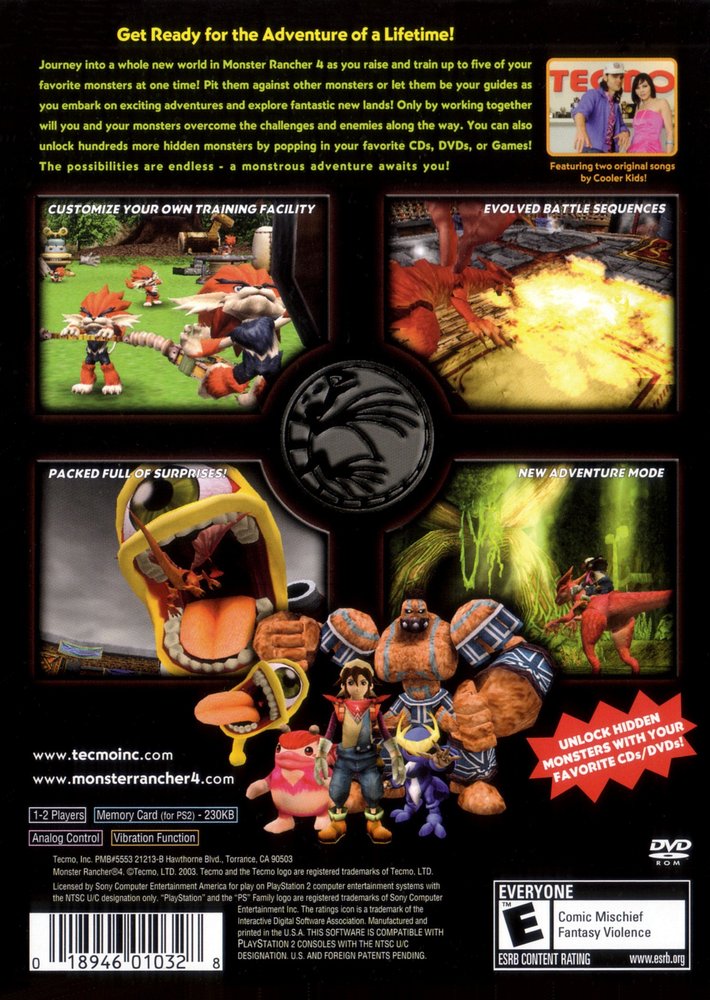 Get Ready for the Adventure of a Lifetime!
Journey into a whole new world in Monster Rancher 4 as you raise and train up to five of your
favorite monsters at one time! Pit them against other monsters or let them be your guides as
you embark on exciting adventures and explore fantastic new lands! Only by working together
will you and your monsters overcome the challenges and enemies along the way. You can also
unlock hundreds more hidden monsters by popping in your favorite CDs, DVDs, or Games!
The possibilities are endless - a monstrous adventure awaits you!
TECMO
Featuring two original songs
by Cooler Kids!
CUSTOMIZE YOUR OWN TRAINING FACILITY
EVOLVED BATTLE SEQUENCES
PACKED FULL OF SURPRISES!
NEW ADVENTURE MODE
UNLOCK HIDDEN
MONSTERS WITH YOUR
FAVORITE CDs/DVDs!
www.tecmoinc.com
www.monsterrancher4.com
1-2 Players
Memory Card (for PS2) - 230KB
Analog Control
Vibration Function
Tecmo, Inc. PMB#5553 21213-B Hawthorne Blvd., Torrance, CA 90503
Monster Rancher®4. ©Tecmo, LTD. 2003. Tecmo and the Tecmo logo are registered trademarks of Tecmo, LTD.
Licensed by Sony Computer Entertainment America for play on PlayStation 2 computer entertainment systems with
the NTSC U/C designation only. "PlayStation" and the "PS" Family logo are registered trademarks of Sony Computer
Entertainment Inc. The ratings icon is a trademark of the
Interactive Digital Software Association. Manufactured and
printed in the U.S.A. THIS SOFTWARE IS COMPATIBLE WITH
PLAYSTATION 2 CONSOLES WITH THE NTSC U/C
DESIGNATION. U.S. AND FOREIGN PATENTS PENDING.
0 18946 01032 8
DVD
ROM
EVERYONE
E
TM
Comic Mischief
Fantasy Violence
ESRB CONTENT RATING www.esrb.org